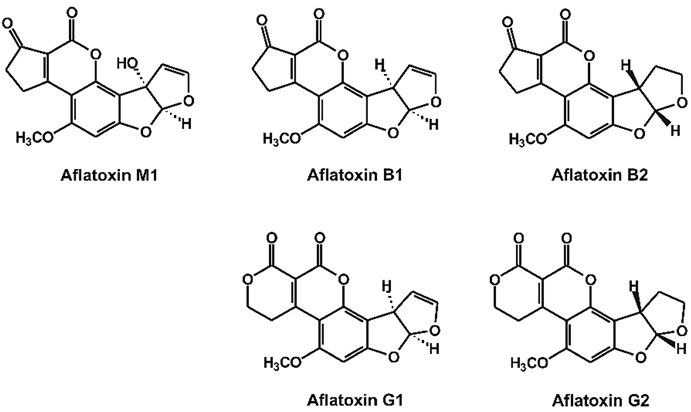 O O O HO O O H H₃CO
Aflatoxin M1
O O O H O O H H₃CO
Aflatoxin B1
O O O H O O H H₃CO
Aflatoxin B2
O O O O H O O H H₃CO
Aflatoxin G1
O O O O H O O H H₃CO
Aflatoxin G2